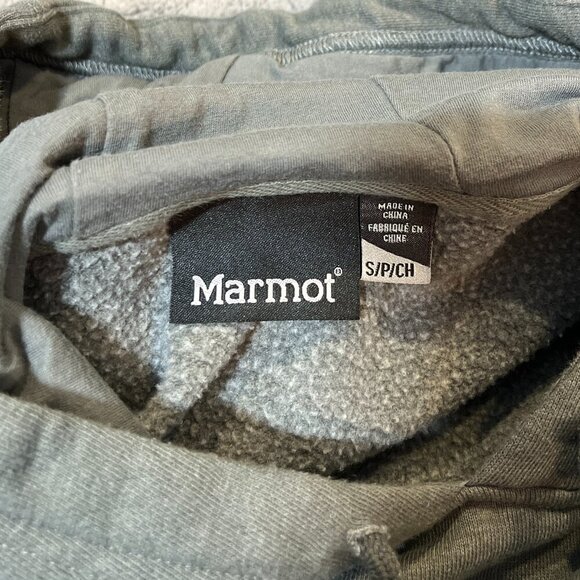 Marmot®
MADE IN
CHINA
FABRIQUÉ EN
CHINE
S/P/CH